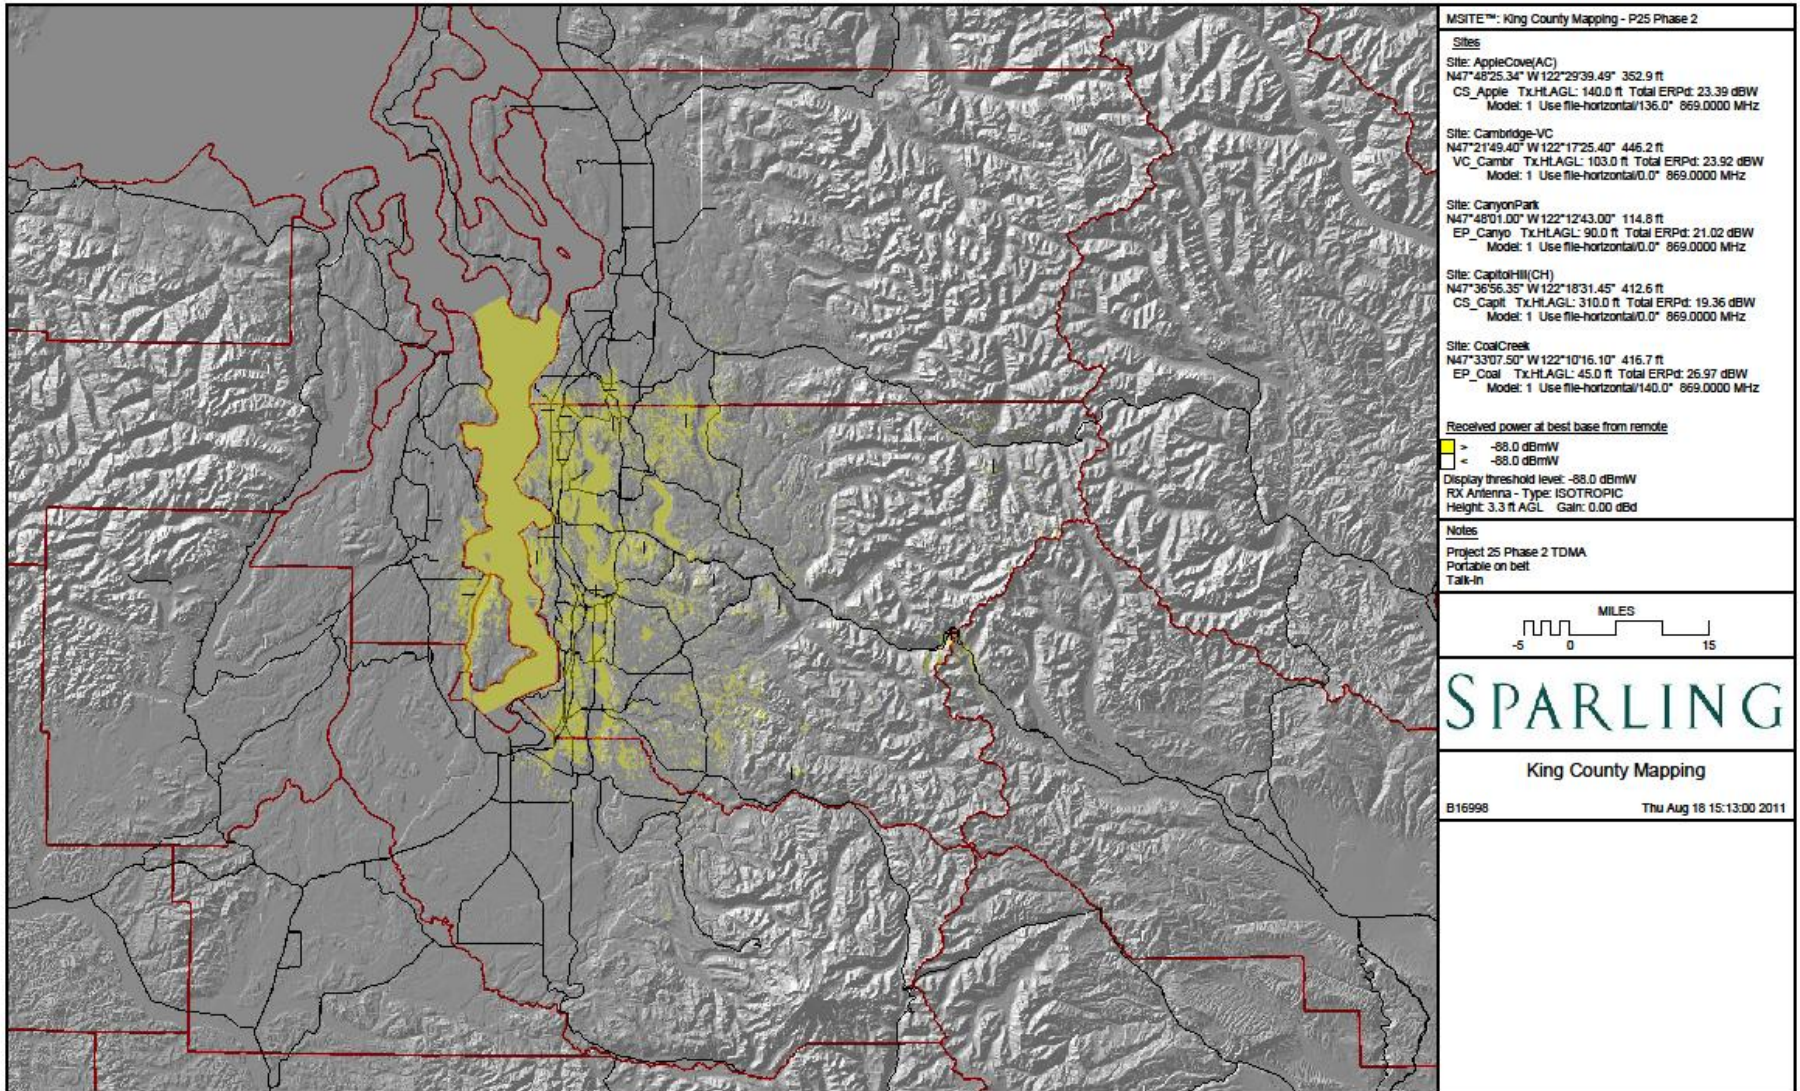 MSITE™: King County Mapping - P25 Phase 2
Sites
Site: AppleCove(AC)
N47°48'25.34" W122°29'39.49" 352.9 ft
CS_Apple Tx.Ht.AGL: 140.0 ft Total ERPd: 23.39 dBW
Model: 1 Use file-horizontal/136.0° 869.0000 MHz
Site: Cambridge-VC
N47°21'49.40" W122°17'25.40" 446.2 ft
VC_Cambr Tx.Ht.AGL: 103.0 ft Total ERPd: 23.92 dBW
Model: 1 Use file-horizontal/0.0° 869.0000 MHz
Site: CanyonPark
N47°48'01.00" W122°12'43.00" 114.8 ft
EP_Canyo Tx.Ht.AGL: 90.0 ft Total ERPd: 21.02 dBW
Model: 1 Use file-horizontal/0.0° 869.0000 MHz
Site: CapitolHill(CH)
N47°36'56.35" W122°18'31.45" 412.6 ft
CS_Capit Tx.Ht.AGL: 310.0 ft Total ERPd: 19.36 dBW
Model: 1 Use file-horizontal/0.0° 869.0000 MHz
Site: CoalCreek
N47°33'07.50" W122°10'16.10" 416.7 ft
EP_Coal Tx.Ht.AGL: 45.0 ft Total ERPd: 26.97 dBW
Model: 1 Use file-horizontal/140.0° 869.0000 MHz
Received power at best base from remote
> -88.0 dBmW
< -88.0 dBmW
Display threshold level: -88.0 dBmW
RX Antenna - Type: ISOTROPIC
Height: 3.3 ft AGL Gain: 0.00 dBd
Notes
Project 25 Phase 2 TDMA
Portable on belt
Talk-in
MILES
-5 0 15
SPARLING
King County Mapping
B16998 Thu Aug 18 15:13:00 2011